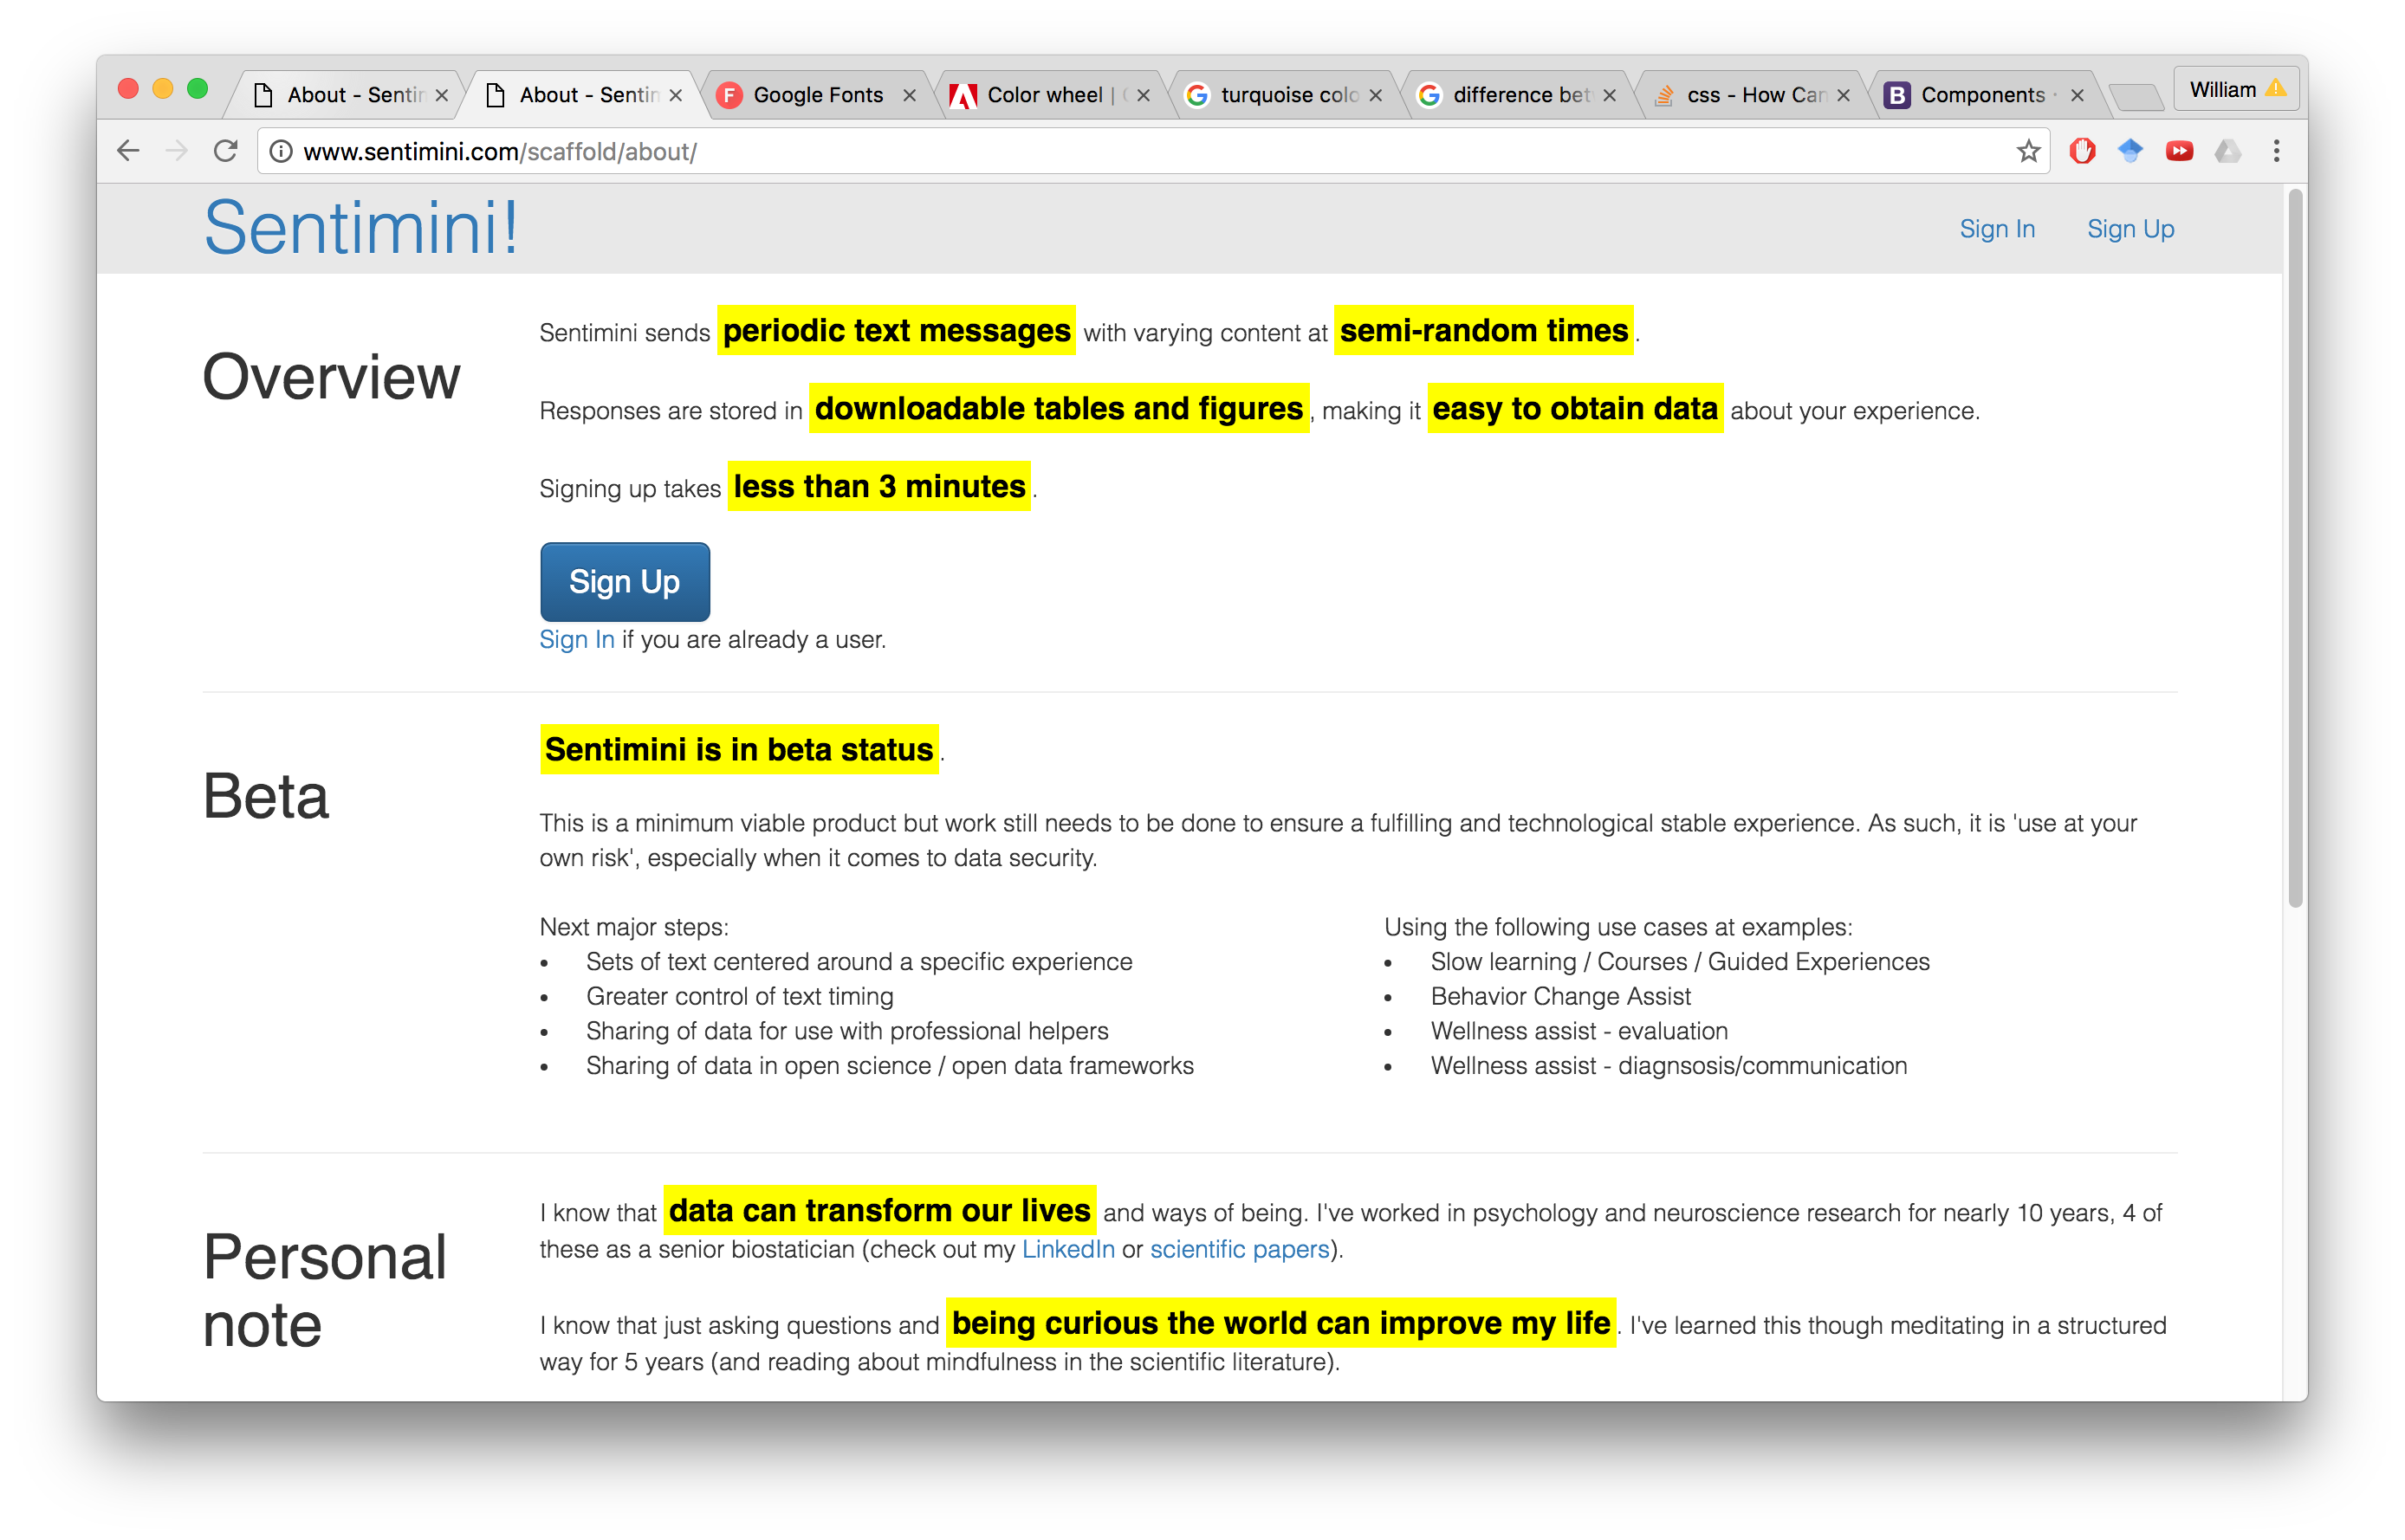 About - Sentin
About - Sentin
Google Fonts
Color wheel |
turquoise colo
difference bet
css - How Can
Components
William
www.sentimini.com/scaffold/about/
Sentimini!
Sign In
Sign Up
Overview
Sentimini sends periodic text messages with varying content at semi-random times.
Responses are stored in downloadable tables and figures, making it easy to obtain data about your experience.
Signing up takes less than 3 minutes.
Sign Up
Sign In if you are already a user.
Beta
Sentimini is in beta status.
This is a minimum viable product but work still needs to be done to ensure a fulfilling and technological stable experience. As such, it is 'use at your
own risk', especially when it comes to data security.
Next major steps:
• Sets of text centered around a specific experience
• Greater control of text timing
• Sharing of data for use with professional helpers
• Sharing of data in open science / open data frameworks
Using the following use cases at examples:
• Slow learning / Courses / Guided Experiences
• Behavior Change Assist
• Wellness assist - evaluation
• Wellness assist - diagnsosis/communication
Personal
note
I know that data can transform our lives and ways of being. I've worked in psychology and neuroscience research for nearly 10 years, 4 of
these as a senior biostatician (check out my LinkedIn or scientific papers).
I know that just asking questions and being curious the world can improve my life. I've learned this though meditating in a structured
way for 5 years (and reading about mindfulness in the scientific literature).